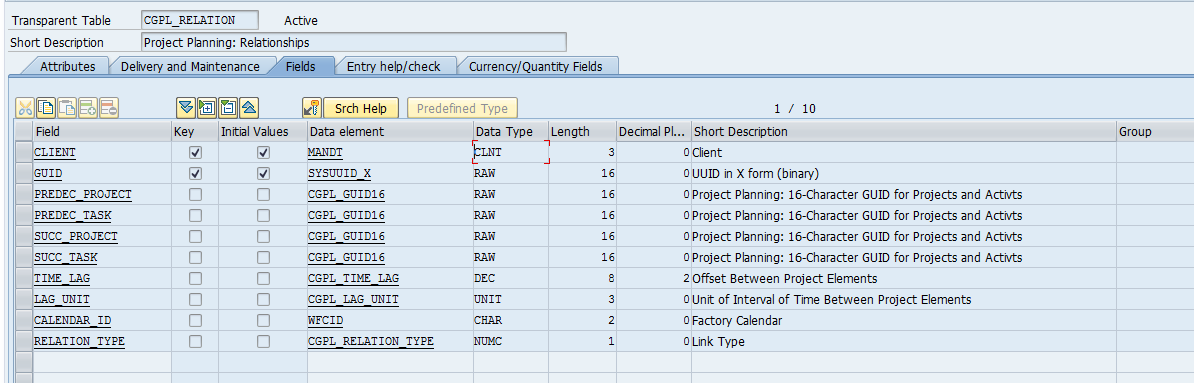 Transparent Table CGPL_RELATION Active
Short Description Project Planning: Relationships
Attributes Delivery and Maintenance Fields Entry help/check Currency/Quantity Fields
Srch Help Predefined Type 1 / 10
Field Key Initial Values Data element Data Type Length Decimal Pl... Short Description Group
CLIENT MANDT CLNT 3 0 Client
GUID SYSUUID_X RAW 16 0 UUID in X form (binary)
PREDEC_PROJECT CGPL_GUID16 RAW 16 0 Project Planning: 16-Character GUID for Projects and Activts
PREDEC_TASK CGPL_GUID16 RAW 16 0 Project Planning: 16-Character GUID for Projects and Activts
SUCC_PROJECT CGPL_GUID16 RAW 16 0 Project Planning: 16-Character GUID for Projects and Activts
SUCC_TASK CGPL_GUID16 RAW 16 0 Project Planning: 16-Character GUID for Projects and Activts
TIME_LAG CGPL_TIME_LAG DEC 8 2 Offset Between Project Elements
LAG_UNIT CGPL_LAG_UNIT UNIT 3 0 Unit of Interval of Time Between Project Elements
CALENDAR_ID WFCID CHAR 2 0 Factory Calendar
RELATION_TYPE CGPL_RELATION_TYPE NUMC 1 0 Link Type